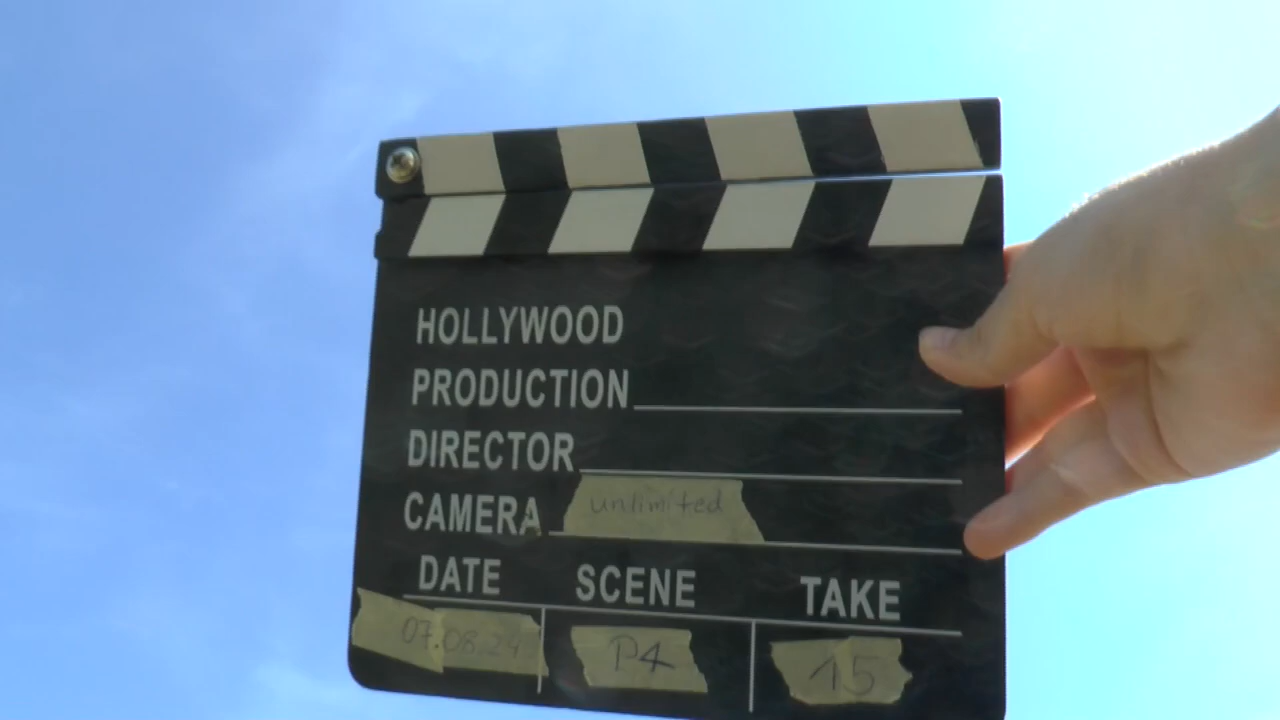 HOLLYWOOD
PRODUCTION
DIRECTOR
CAMERA unlimited
DATE SCENE TAKE
07.08.24 P4 15